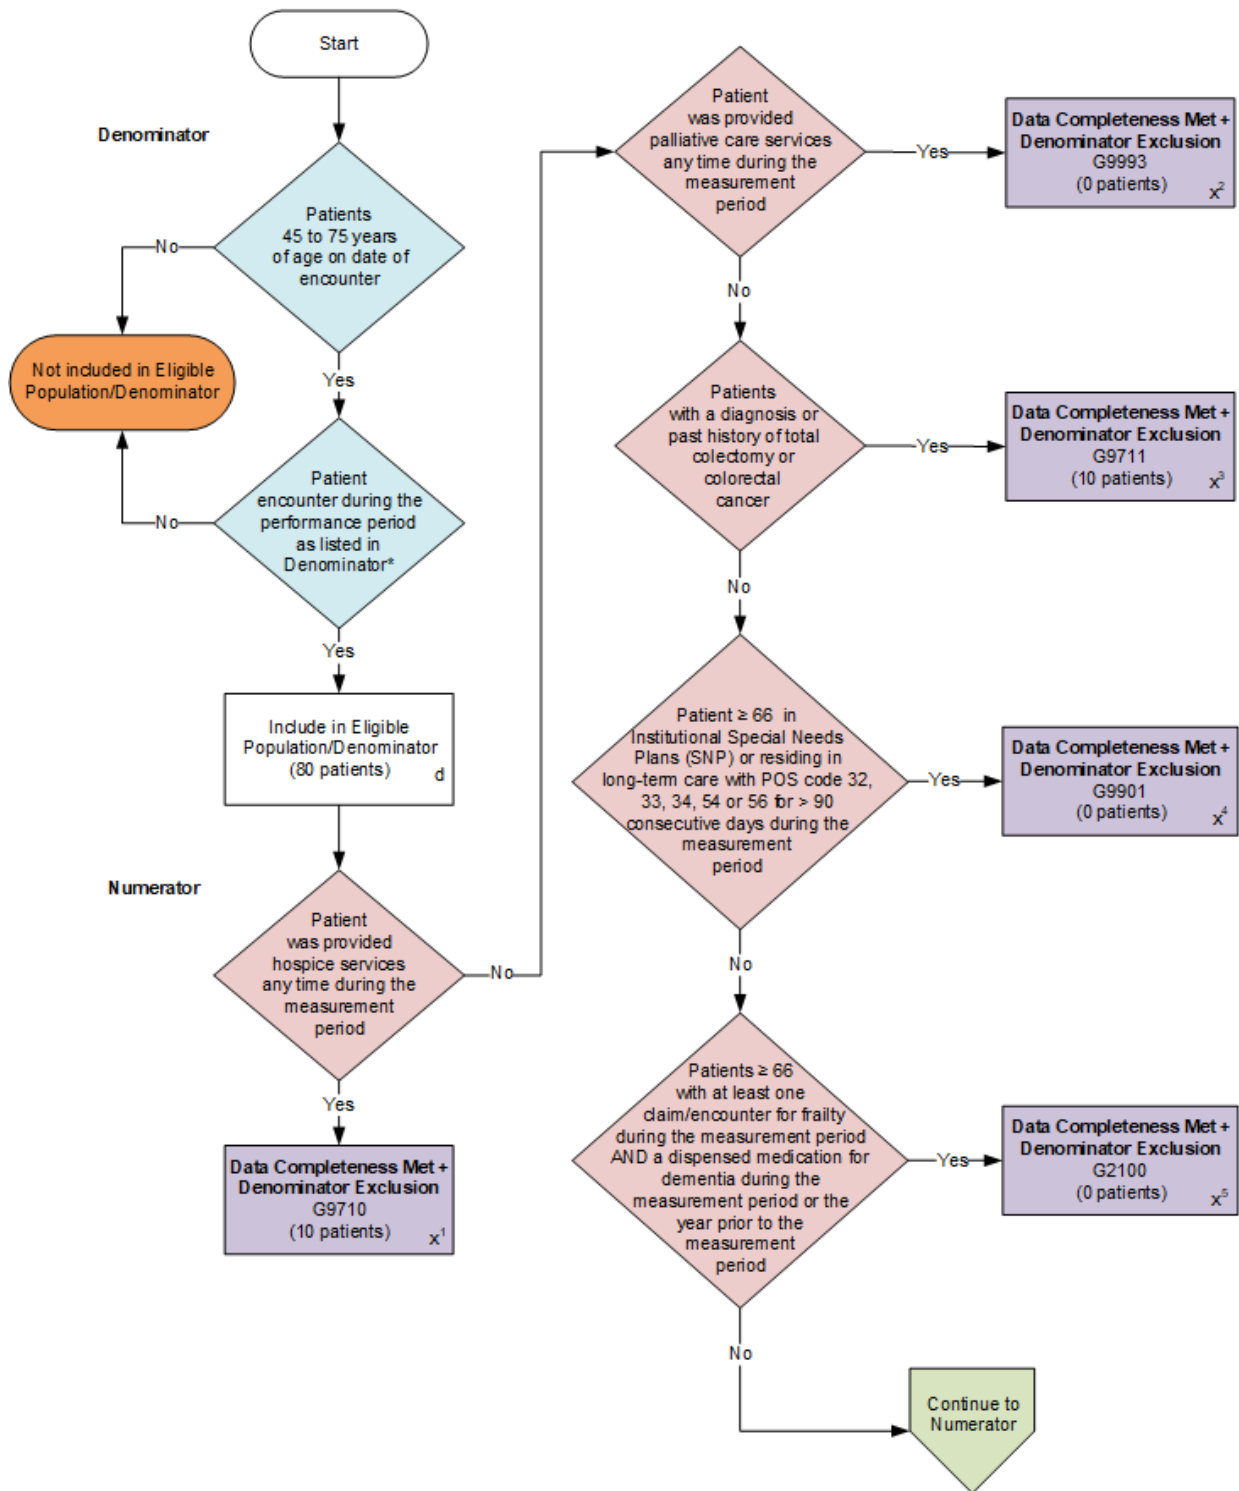 Start
Denominator
Patients
45 to 75 years
of age on date of
encounter
No
Not included in Eligible
Population/Denominator
Yes
Patient
encounter during the
performance period
as listed in
Denominator*
No
Yes
Include in Eligible
Population/Denominator
(80 patients)
d
Numerator
Patient
was provided
hospice services
any time during the
measurement
period
No
Yes
Data Completeness Met +
Denominator Exclusion
G9710
(10 patients)
x¹
Patient
was provided
palliative care services
any time during the
measurement
period
Yes
Data Completeness Met +
Denominator Exclusion
G9993
(0 patients)
x²
No
Patients
with a diagnosis or
past history of total
colectomy or
colorectal
cancer
Yes
Data Completeness Met +
Denominator Exclusion
G9711
(10 patients)
x³
No
Patient ≥ 66 in
Institutional Special Needs
Plans (SNP) or residing in
long-term care with POS code 32,
33, 34, 54 or 56 for > 90
consecutive days during the
measurement
period
Yes
Data Completeness Met +
Denominator Exclusion
G9901
(0 patients)
x⁴
No
Patients ≥ 66
with at least one
claim/encounter for frailty
during the measurement period
AND a dispensed medication for
dementia during the
measurement period or the
year prior to the
measurement
period
Yes
Data Completeness Met +
Denominator Exclusion
G2100
(0 patients)
x⁵
No
Continue to
Numerator